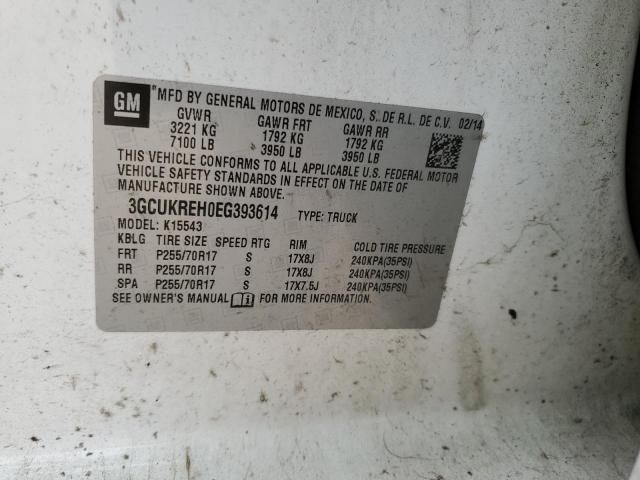 GM
*MFD BY GENERAL MOTORS DE MEXICO, S. DE R.L. DE C.V. 02/14
GVWR GAWR FRT GAWR RR
3221 KG 1792 KG 1792 KG
7100 LB 3950 LB 3950 LB
THIS VEHICLE CONFORMS TO ALL APPLICABLE U.S. FEDERAL MOTOR
VEHICLE SAFETY STANDARDS IN EFFECT ON THE DATE OF
MANUFACTURE SHOWN ABOVE.
3GCUKREH0EG393614 TYPE: TRUCK
MODEL: K15543
KBLG TIRE SIZE SPEED RTG RIM COLD TIRE PRESSURE
FRT P255/70R17 S 17X8J 240KPA(35PSI)
RR P255/70R17 S 17X8J 240KPA(35PSI)
SPA P255/70R17 S 17X7.5J 240KPA(35PSI)
SEE OWNER'S MANUAL FOR MORE INFORMATION.